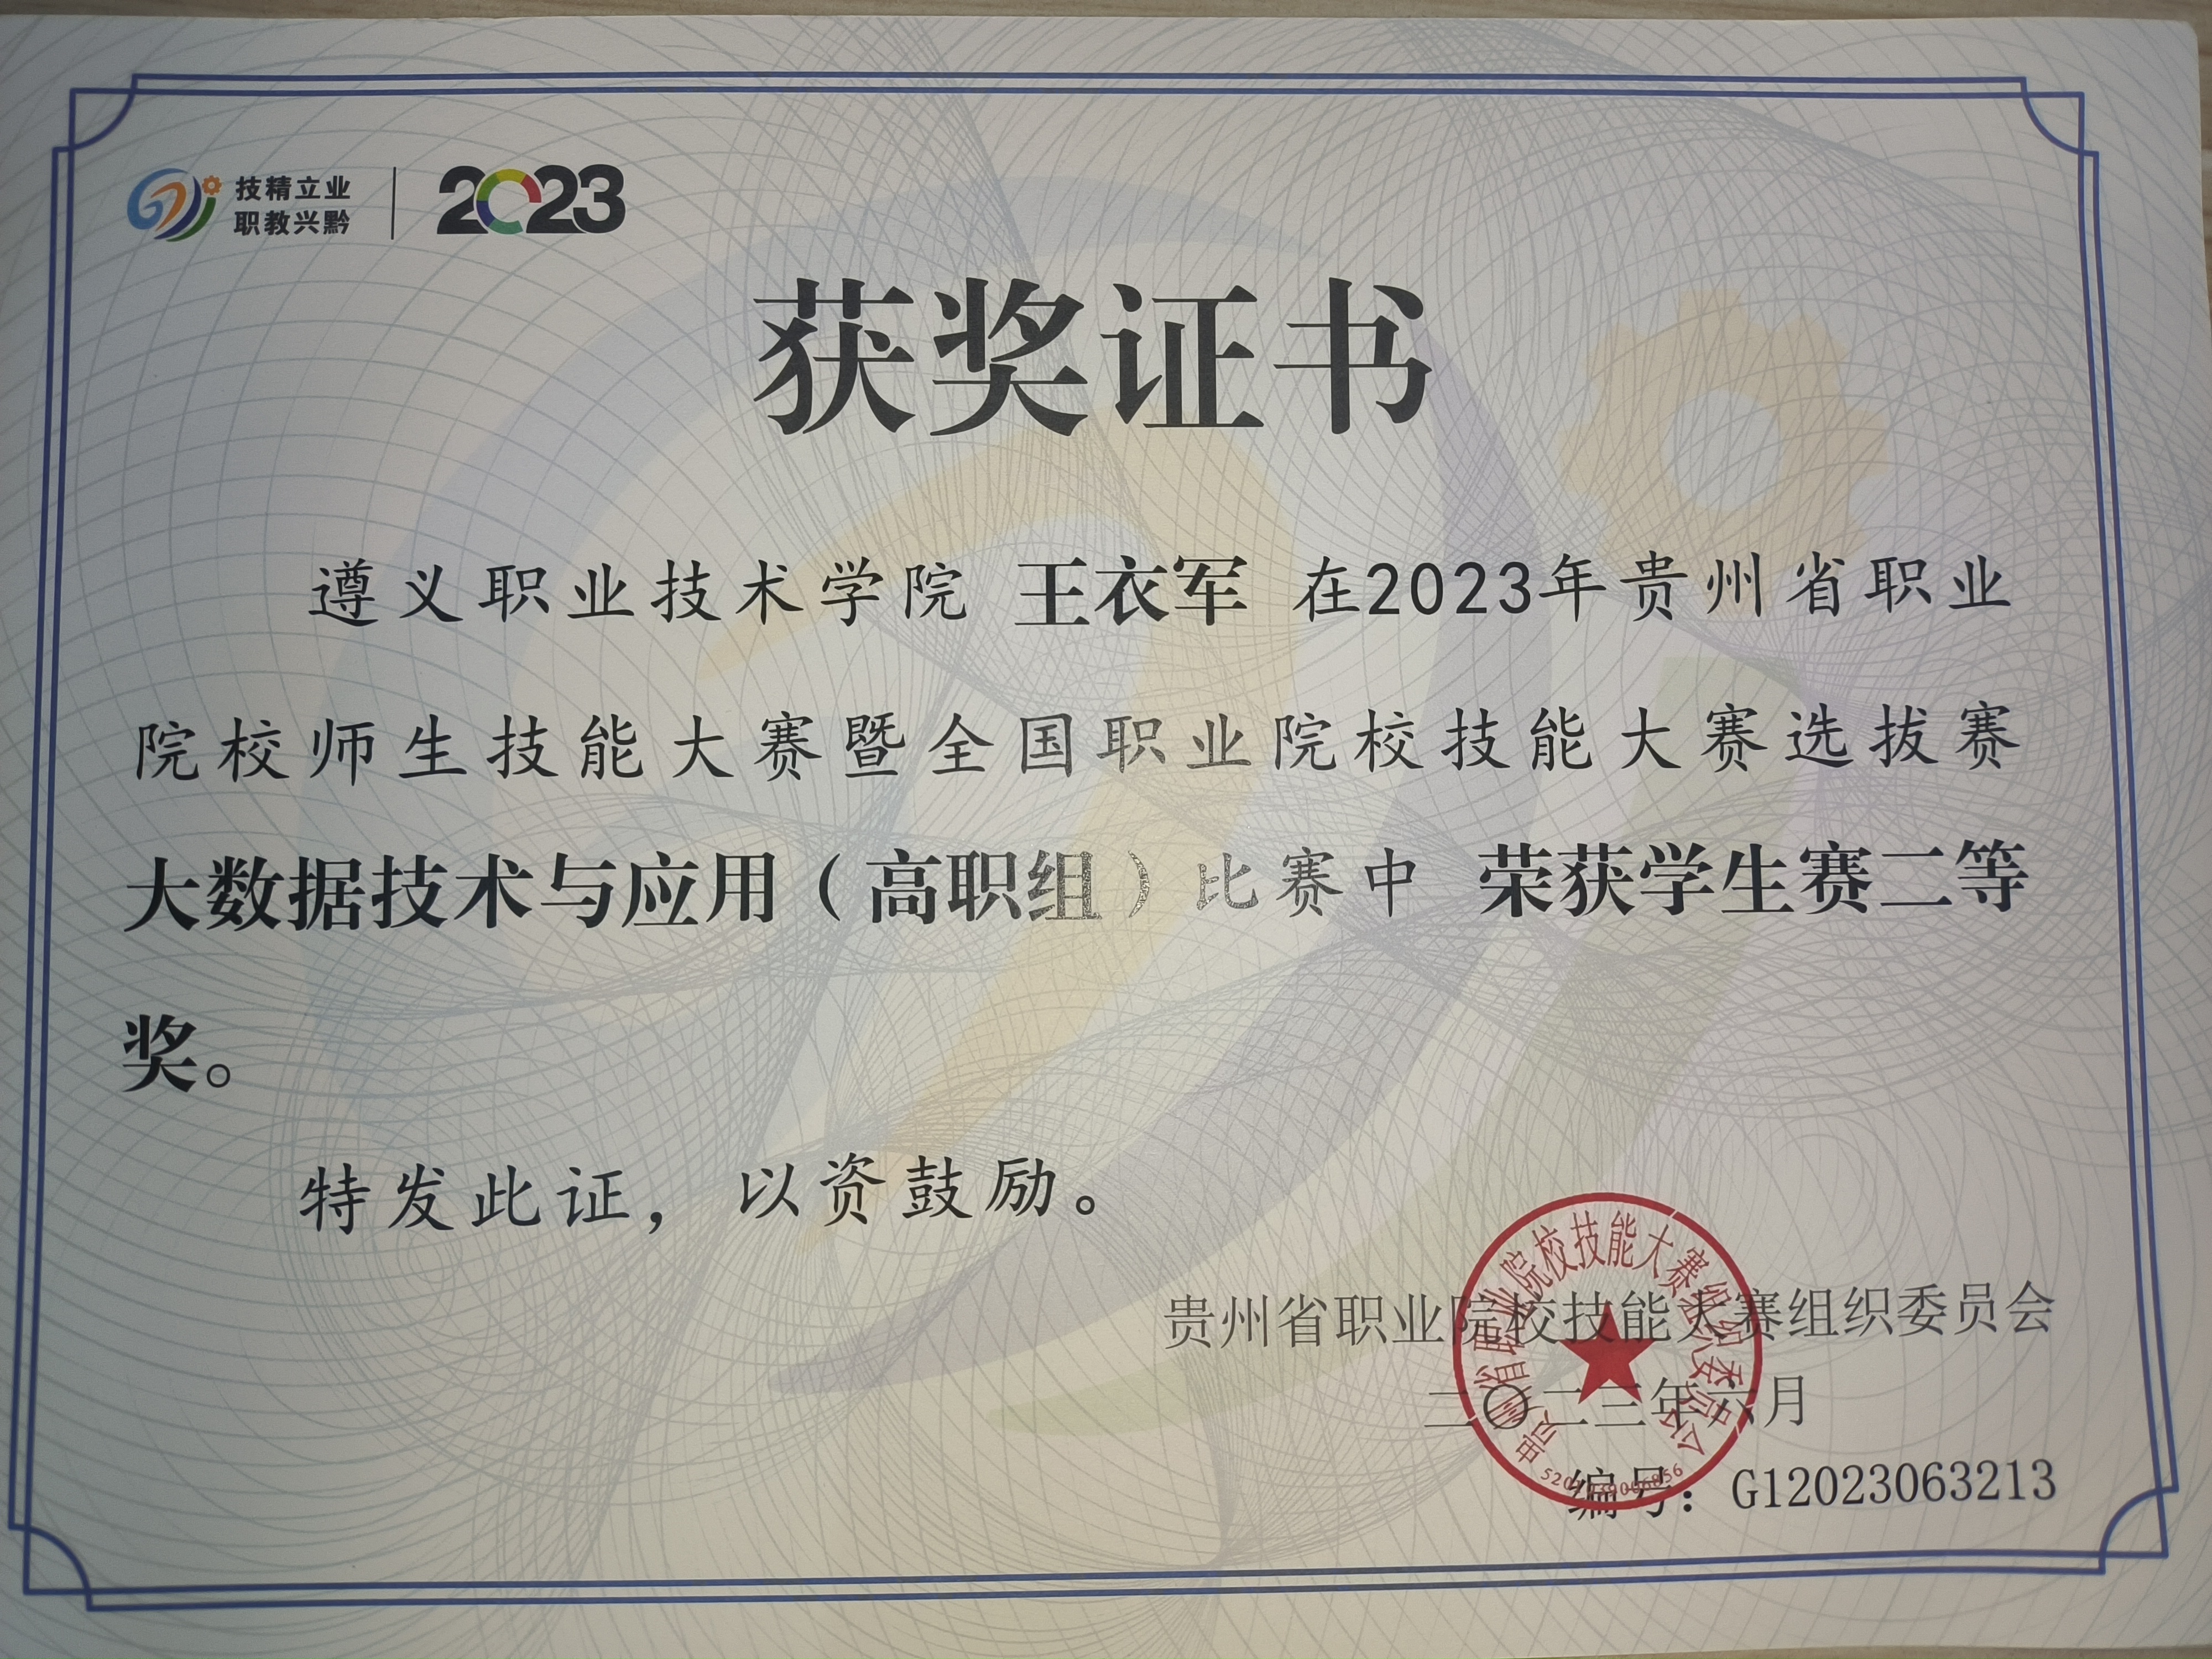 技精立业
职教兴黔
2023
获奖证书
遵义职业技术学院 王衣军 在2023年贵州省职业
院校师生技能大赛暨全国职业院校技能大赛选拔赛
大数据技术与应用（高职组）比赛中 荣获学生赛二等
奖。
特发此证，以资鼓励。
贵州省职业院校技能大赛组织委员会
二〇二三年六月
编号：G12023063213
贵州省职业院校技能大赛组织委员会